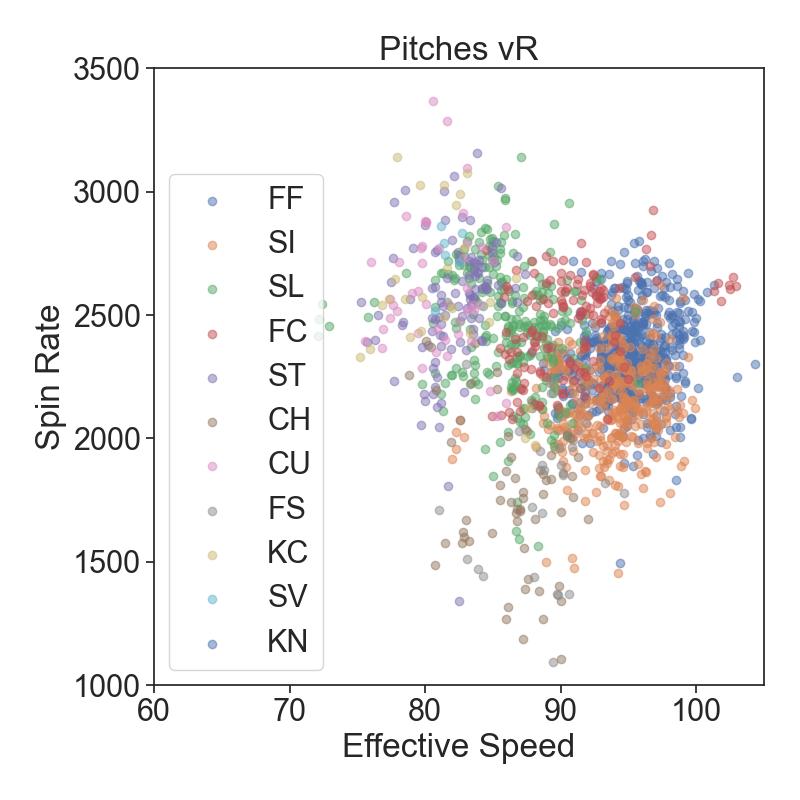 Pitches vR
3500
3000
2500
2000
1500
1000
Spin Rate
FF
SI
SL
FC
ST
CH
CU
FS
KC
SV
KN
60
70
80
90
100
Effective Speed